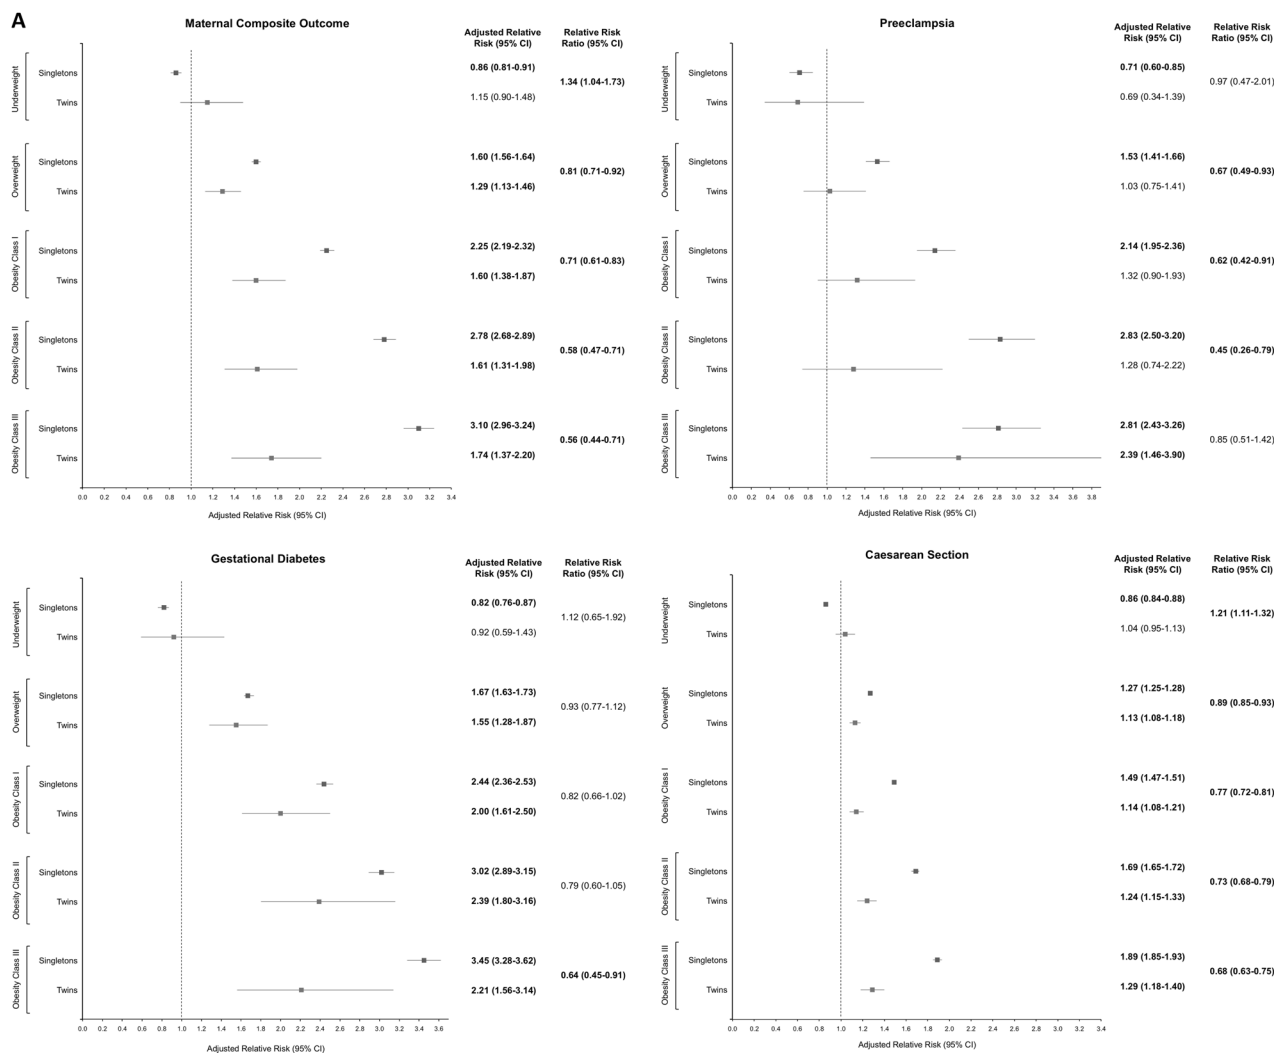 A
Maternal Composite Outcome
Adjusted Relative
Risk (95% CI)
Relative Risk
Ratio (95% CI)
Underweight
Singletons
0.86 (0.81-0.91)
1.34 (1.04-1.73)
Twins
1.15 (0.90-1.48)
Overweight
Singletons
1.60 (1.56-1.64)
0.81 (0.71-0.92)
Twins
1.29 (1.13-1.46)
Obesity Class I
Singletons
2.25 (2.19-2.32)
0.71 (0.61-0.83)
Twins
1.60 (1.38-1.87)
Obesity Class II
Singletons
2.78 (2.68-2.89)
0.58 (0.47-0.71)
Twins
1.61 (1.31-1.98)
Obesity Class III
Singletons
3.10 (2.96-3.24)
0.56 (0.44-0.71)
Twins
1.74 (1.37-2.20)
0.0 0.2 0.4 0.6 0.8 1.0 1.2 1.4 1.6 1.8 2.0 2.2 2.4 2.6 2.8 3.0 3.2 3.4
Adjusted Relative Risk (95% CI)
Preeclampsia
Adjusted Relative
Risk (95% CI)
Relative Risk
Ratio (95% CI)
Underweight
Singletons
0.71 (0.60-0.85)
0.97 (0.47-2.01)
Twins
0.69 (0.34-1.39)
Overweight
Singletons
1.53 (1.41-1.66)
0.67 (0.49-0.93)
Twins
1.03 (0.75-1.41)
Obesity Class I
Singletons
2.14 (1.95-2.36)
0.62 (0.42-0.91)
Twins
1.32 (0.90-1.93)
Obesity Class II
Singletons
2.83 (2.50-3.20)
0.45 (0.26-0.79)
Twins
1.28 (0.74-2.22)
Obesity Class III
Singletons
2.81 (2.43-3.26)
0.85 (0.51-1.42)
Twins
2.39 (1.46-3.90)
0.0 0.2 0.4 0.6 0.8 1.0 1.2 1.4 1.6 1.8 2.0 2.2 2.4 2.6 2.8 3.0 3.2 3.4 3.6 3.8
Adjusted Relative Risk (95% CI)
Gestational Diabetes
Adjusted Relative
Risk (95% CI)
Relative Risk
Ratio (95% CI)
Underweight
Singletons
0.82 (0.76-0.87)
1.12 (0.65-1.92)
Twins
0.92 (0.59-1.43)
Overweight
Singletons
1.67 (1.63-1.73)
0.93 (0.77-1.12)
Twins
1.55 (1.28-1.87)
Obesity Class I
Singletons
2.44 (2.36-2.53)
0.82 (0.66-1.02)
Twins
2.00 (1.61-2.50)
Obesity Class II
Singletons
3.02 (2.89-3.15)
0.79 (0.60-1.05)
Twins
2.39 (1.80-3.16)
Obesity Class III
Singletons
3.45 (3.28-3.62)
0.64 (0.45-0.91)
Twins
2.21 (1.56-3.14)
0.0 0.2 0.4 0.6 0.8 1.0 1.2 1.4 1.6 1.8 2.0 2.2 2.4 2.6 2.8 3.0 3.2 3.4 3.6
Adjusted Relative Risk (95% CI)
Caesarean Section
Adjusted Relative
Risk (95% CI)
Relative Risk
Ratio (95% CI)
Underweight
Singletons
0.86 (0.84-0.88)
1.21 (1.11-1.32)
Twins
1.04 (0.95-1.13)
Overweight
Singletons
1.27 (1.25-1.28)
0.89 (0.85-0.93)
Twins
1.13 (1.08-1.18)
Obesity Class I
Singletons
1.49 (1.47-1.51)
0.77 (0.72-0.81)
Twins
1.14 (1.08-1.21)
Obesity Class II
Singletons
1.69 (1.65-1.72)
0.73 (0.68-0.79)
Twins
1.24 (1.15-1.33)
Obesity Class III
Singletons
1.89 (1.85-1.93)
0.68 (0.63-0.75)
Twins
1.29 (1.18-1.40)
0.0 0.2 0.4 0.6 0.8 1.0 1.2 1.4 1.6 1.8 2.0 2.2 2.4 2.6 2.8 3.0 3.2 3.4
Adjusted Relative Risk (95% CI)